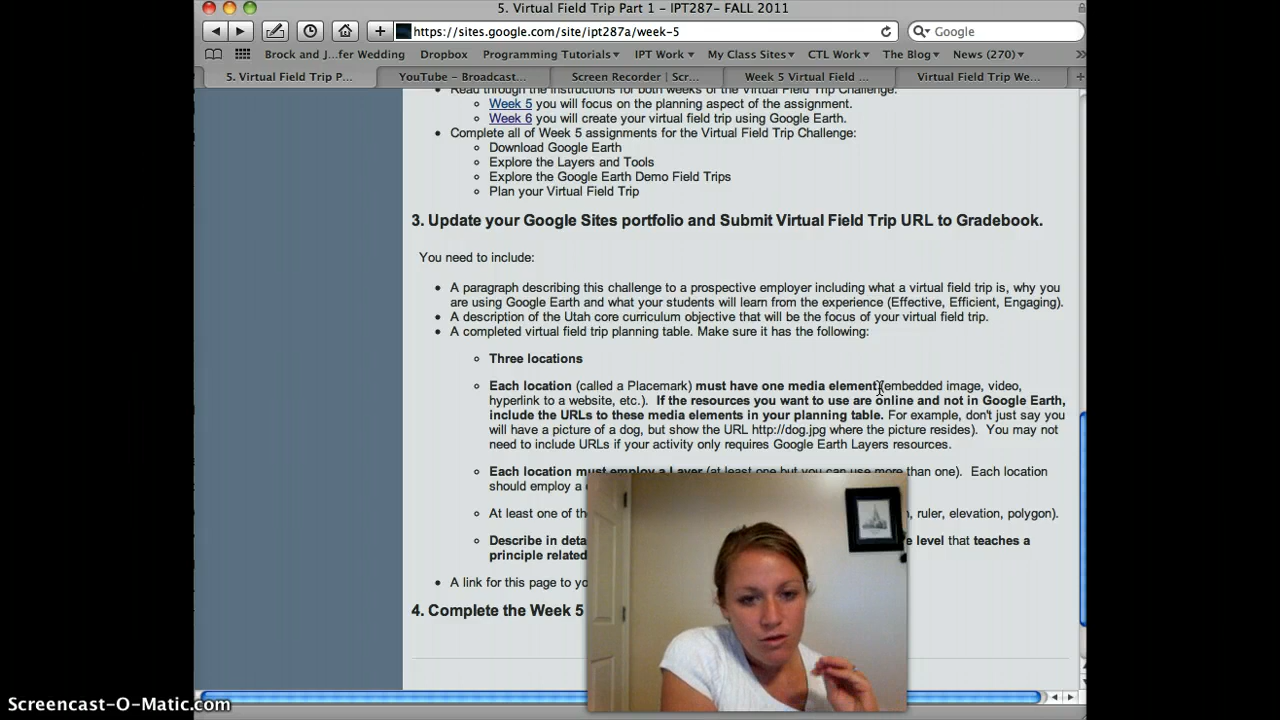 5. Virtual Field Trip Part 1 – IPT287- FALL 2011
https://sites.google.com/site/ipt287a/week-5
Google
Brock and J...fer Wedding Dropbox Programming Tutorials▾ IPT Work▾ My Class Sites▾ CTL Work▾ The Blog▾ News (270)▾ »
5. Virtual Field Trip P... YouTube – Broadcast... Screen Recorder | Scr... Week 5 Virtual Field ... Virtual Field Trip We... +
Read through the instructions for both weeks of the Virtual Field Trip Challenge:
Week 5 you will focus on the planning aspect of the assignment.
Week 6 you will create your virtual field trip using Google Earth.
Complete all of Week 5 assignments for the Virtual Field Trip Challenge:
Download Google Earth
Explore the Layers and Tools
Explore the Google Earth Demo Field Trips
Plan your Virtual Field Trip
3. Update your Google Sites portfolio and Submit Virtual Field Trip URL to Gradebook.
You need to include:
A paragraph describing this challenge to a prospective employer including what a virtual field trip is, why you
are using Google Earth and what your students will learn from the experience (Effective, Efficient, Engaging).
A description of the Utah core curriculum objective that will be the focus of your virtual field trip.
A completed virtual field trip planning table. Make sure it has the following:
Three locations
Each location (called a Placemark) must have one media element (embedded image, video,
hyperlink to a website, etc.). If the resources you want to use are online and not in Google Earth,
include the URLs to these media elements in your planning table. For example, don't just say you
will have a picture of a dog, but show the URL http://dog.jpg where the picture resides). You may not
need to include URLs if your activity only requires Google Earth Layers resources.
Each location must employ a Layer (at least one but you can use more than one). Each location
should employ a
At least one of the , ruler, elevation, polygon).
Describe in deta level that teaches a
principle related
A link for this page to yo
4. Complete the Week 5
Screencast-O-Matic.com